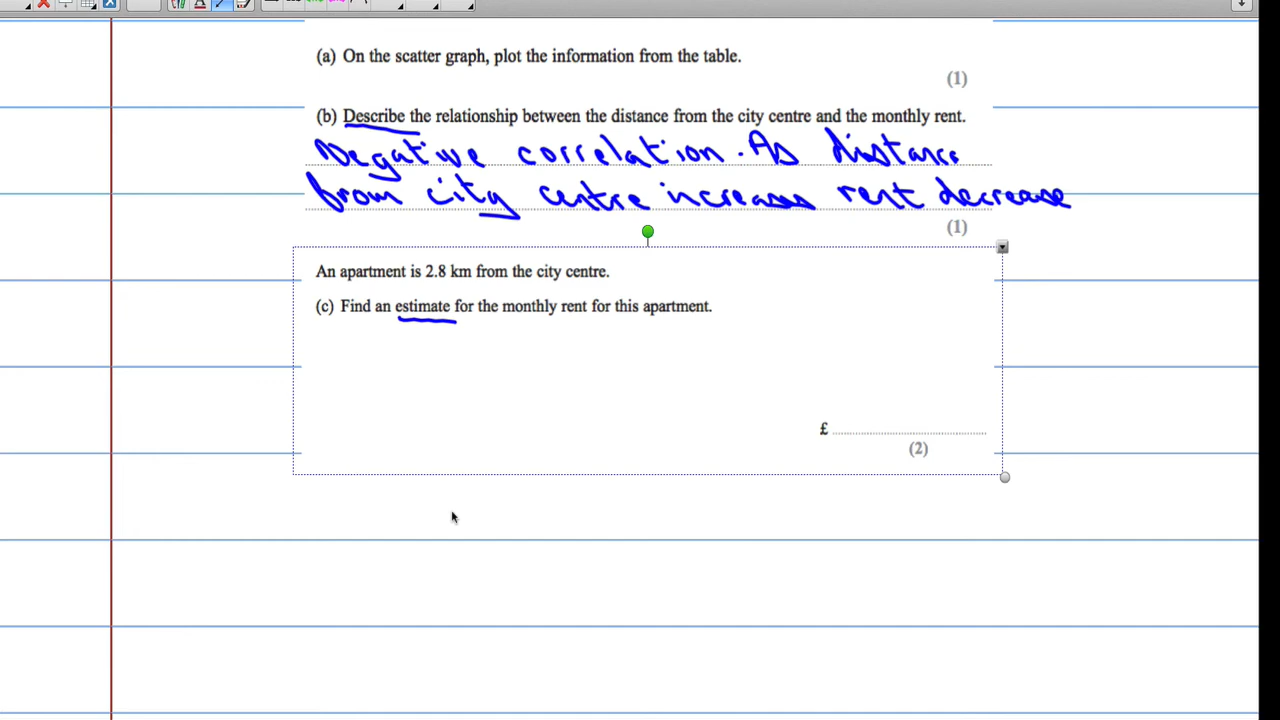 (a) On the scatter graph, plot the information from the table.
(1)
(b) Describe the relationship between the distance from the city centre and the monthly rent.
Negative correlation. As distance
from city centre increases rent decrease
(1)
An apartment is 2.8 km from the city centre.
(c) Find an estimate for the monthly rent for this apartment.
£
(2)